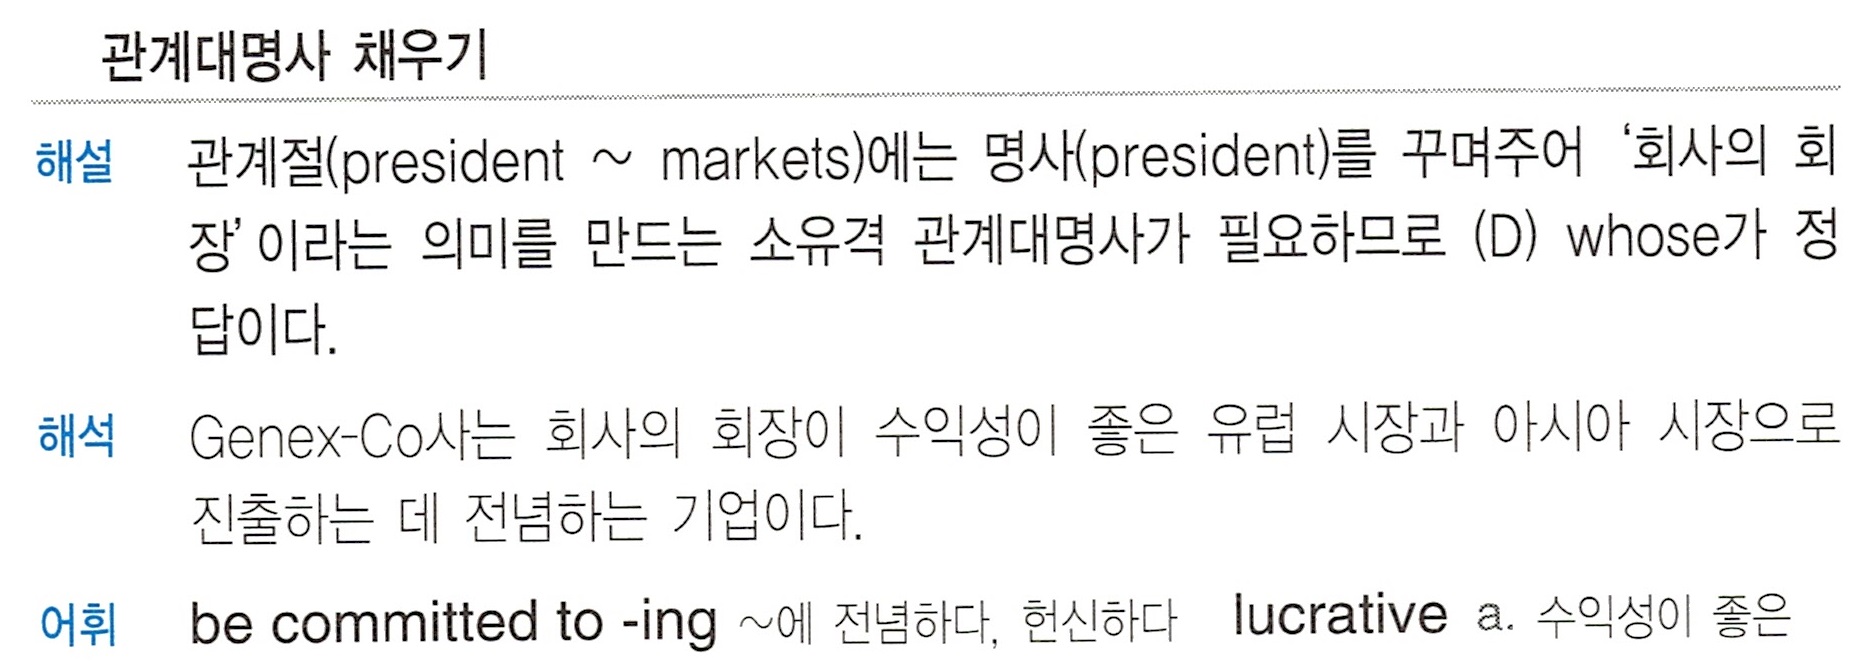 관계대명사 채우기
해설 관계절(president ~ markets)에는 명사(president)를 꾸며주어 ‘회사의 회
장’이라는 의미를 만드는 소유격 관계대명사가 필요하므로 (D) whose가 정
답이다.
해석 Genex-Co사는 회사의 회장이 수익성이 좋은 유럽 시장과 아시아 시장으로
진출하는 데 전념하는 기업이다.
어휘 be committed to -ing ~에 전념하다, 헌신하다 lucrative a. 수익성이 좋은